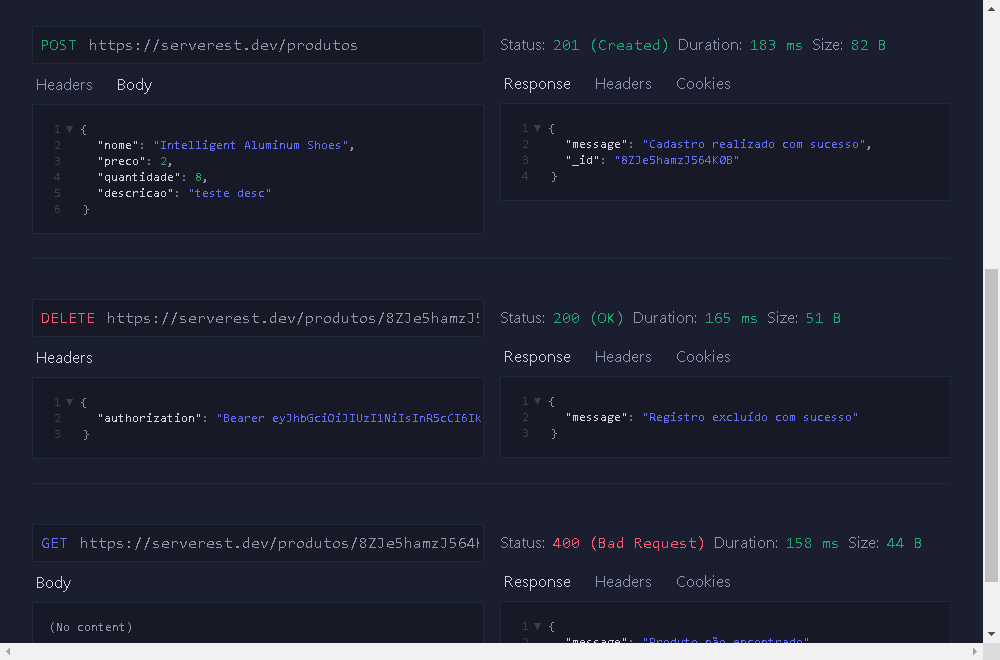 POST https://serverest.dev/produtos
Status: 201 (Created) Duration: 183 ms Size: 82 B
Headers Body
Response Headers Cookies
1 ▼ {
2 "nome": "Intelligent Aluminum Shoes",
3 "preco": 2,
4 "quantidade": 8,
5 "descricao": "teste desc"
6 }
1 ▼ {
2 "message": "Cadastro realizado com sucesso",
3 "_id": "8ZJe5hamzJ564K0B"
4 }
DELETE https://serverest.dev/produtos/8ZJe5hamzJ5
Status: 200 (OK) Duration: 165 ms Size: 51 B
Headers
Response Headers Cookies
1 ▼ {
2 "authorization": "Bearer eyJhbGciOiJIUzI1NiIsInR5cCI6Ik
3 }
1 ▼ {
2 "message": "Registro excluído com sucesso"
3 }
GET https://serverest.dev/produtos/8ZJe5hamzJ564
Status: 400 (Bad Request) Duration: 158 ms Size: 44 B
Body
Response Headers Cookies
(No content)
1 ▼ {
2 "message": "Produto não encontrado"